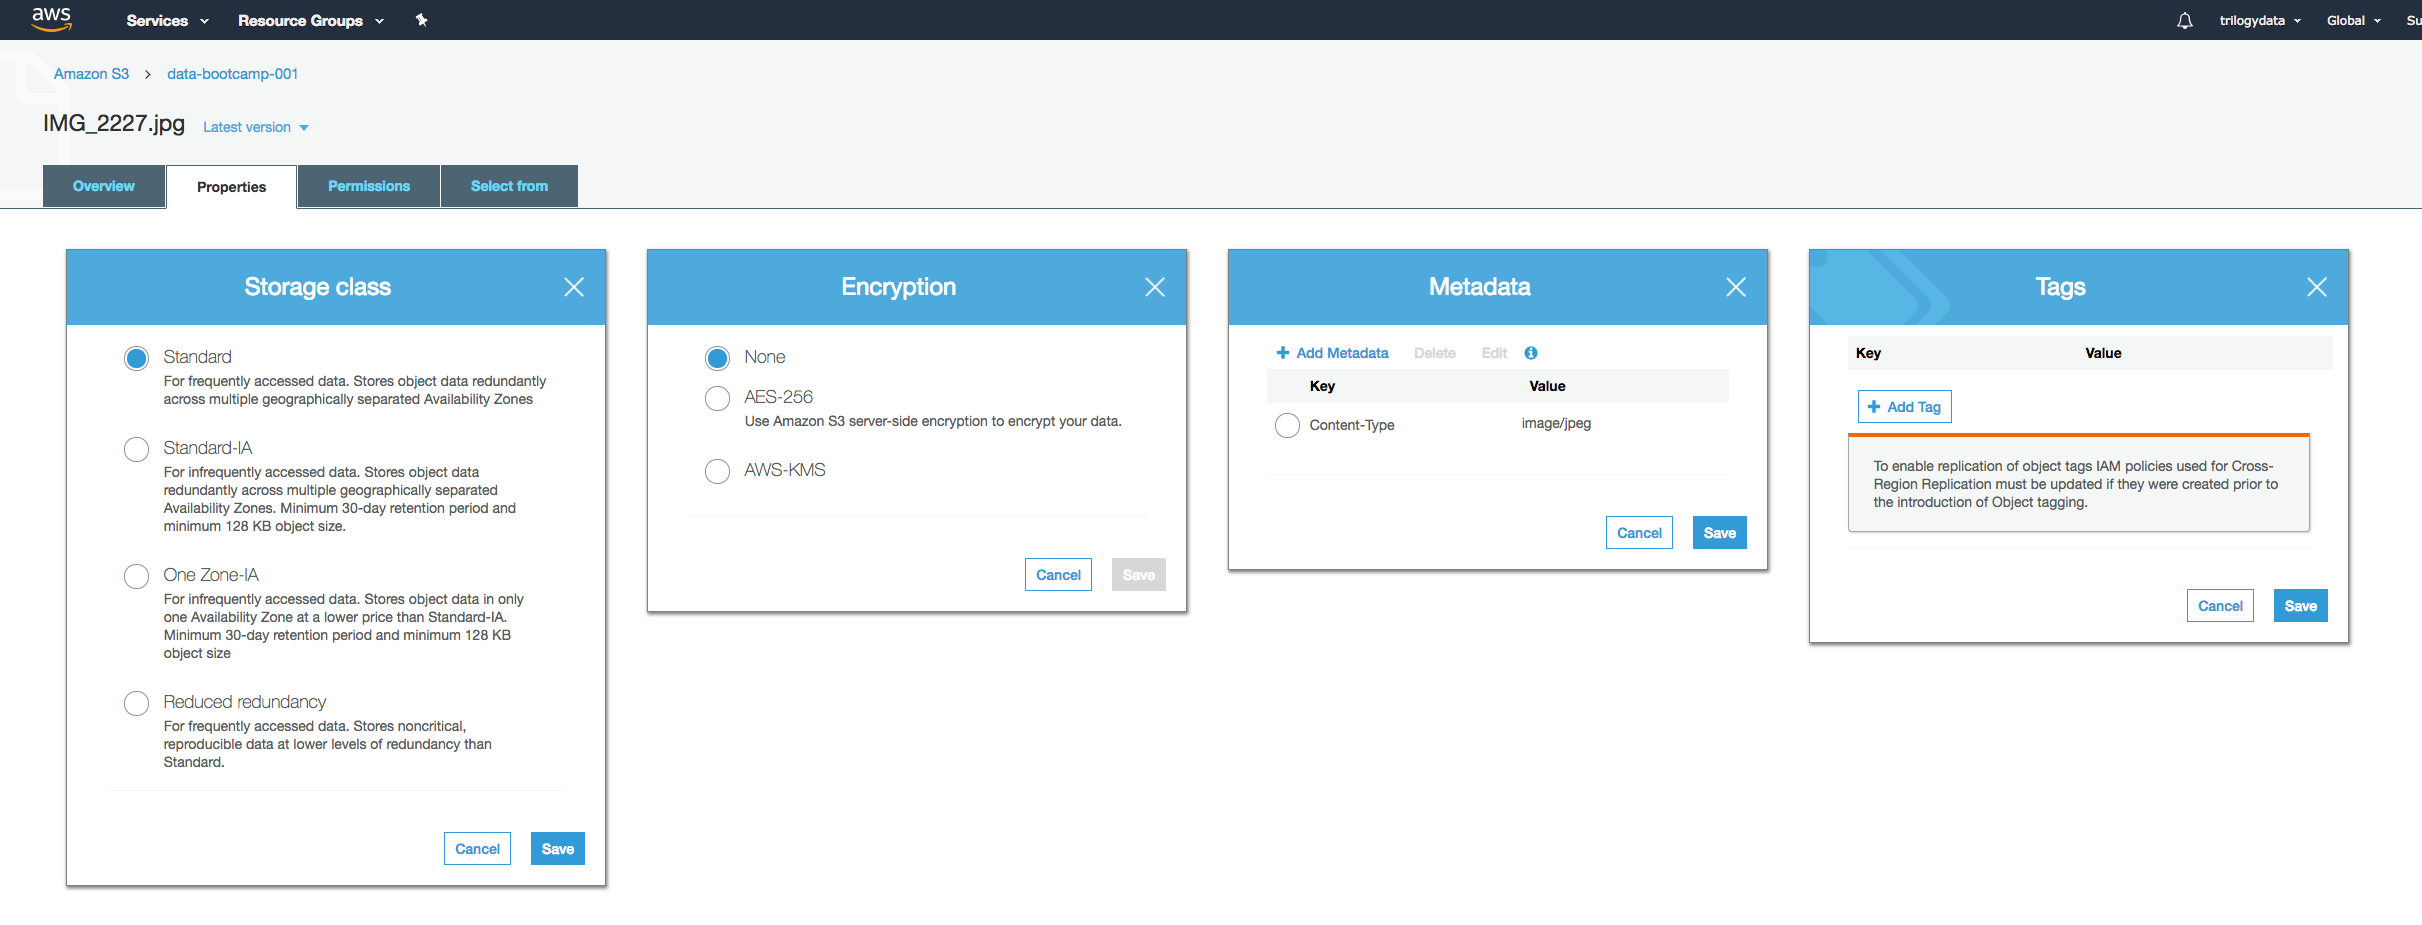 aws Services Resource Groups trilogydata Global Su
Amazon S3 > data-bootcamp-001
IMG_2227.jpg Latest version
Overview Properties Permissions Select from
Storage class
Standard
For frequently accessed data. Stores object data redundantly
across multiple geographically separated Availability Zones
Standard-IA
For infrequently accessed data. Stores object data
redundantly across multiple geographically separated
Availability Zones. Minimum 30-day retention period and
minimum 128 KB object size.
One Zone-IA
For infrequently accessed data. Stores object data in only
one Availability Zone at a lower price than Standard-IA.
Minimum 30-day retention period and minimum 128 KB
object size
Reduced redundancy
For frequently accessed data. Stores noncritical,
reproducible data at lower levels of redundancy than
Standard.
Cancel Save
Encryption
None
AES-256
Use Amazon S3 server-side encryption to encrypt your data.
AWS-KMS
Cancel Save
Metadata
+ Add Metadata Delete Edit
Key Value
Content-Type image/jpeg
Cancel Save
Tags
Key Value
+ Add Tag
To enable replication of object tags IAM policies used for Cross-
Region Replication must be updated if they were created prior to
the introduction of Object tagging.
Cancel Save